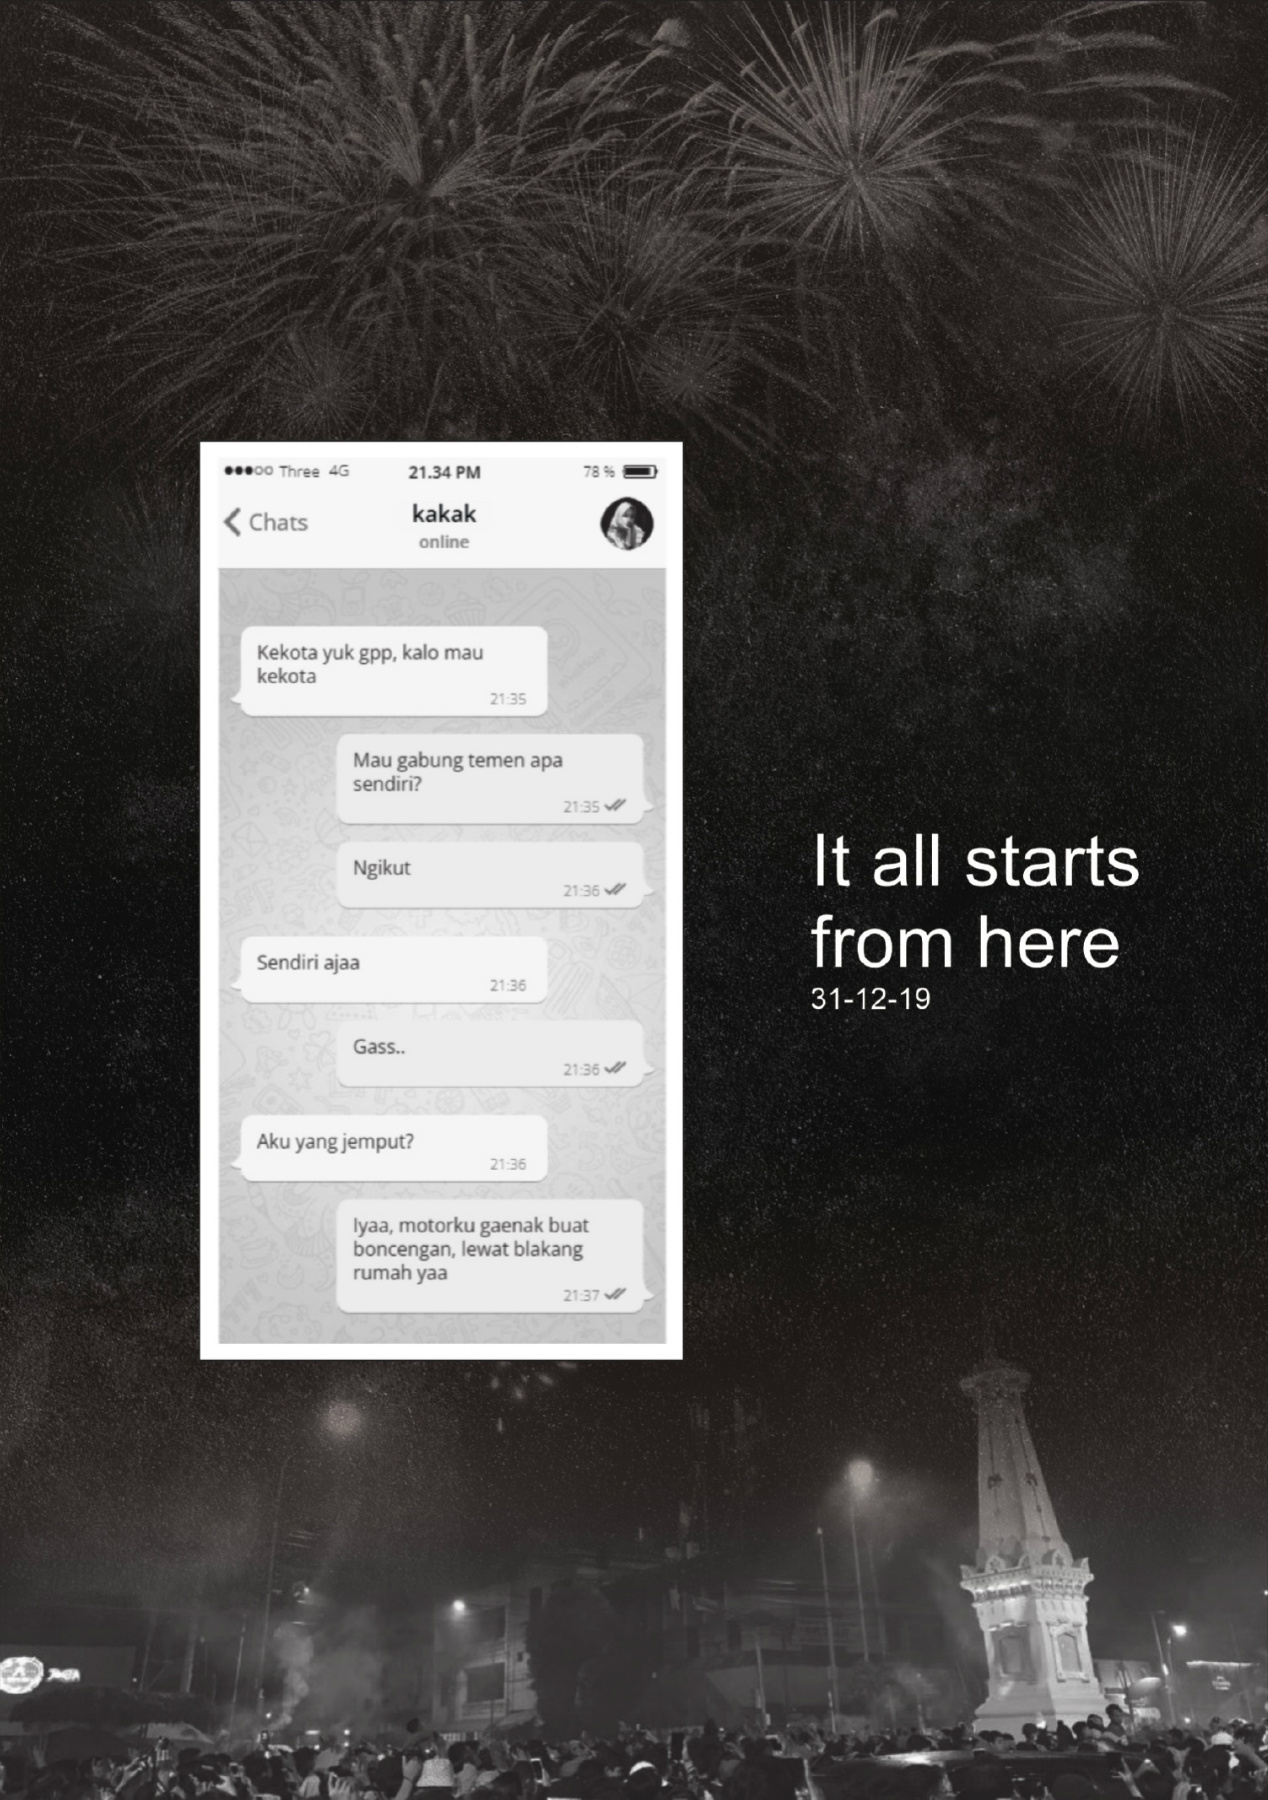 Three 4G
21.34 PM
78 %
Chats
kakak
online
Kekota yuk gpp, kalo mau
kekota
21:35
Mau gabung temen apa
sendiri?
21:35
Ngikut
21:36
Sendiri ajaa
21:36
Gass..
21:36
Aku yang jemput?
21:36
Iyaa, motorku gaenak buat
boncengan, lewat blakang
rumah yaa
21:37
It all starts
from here
31-12-19